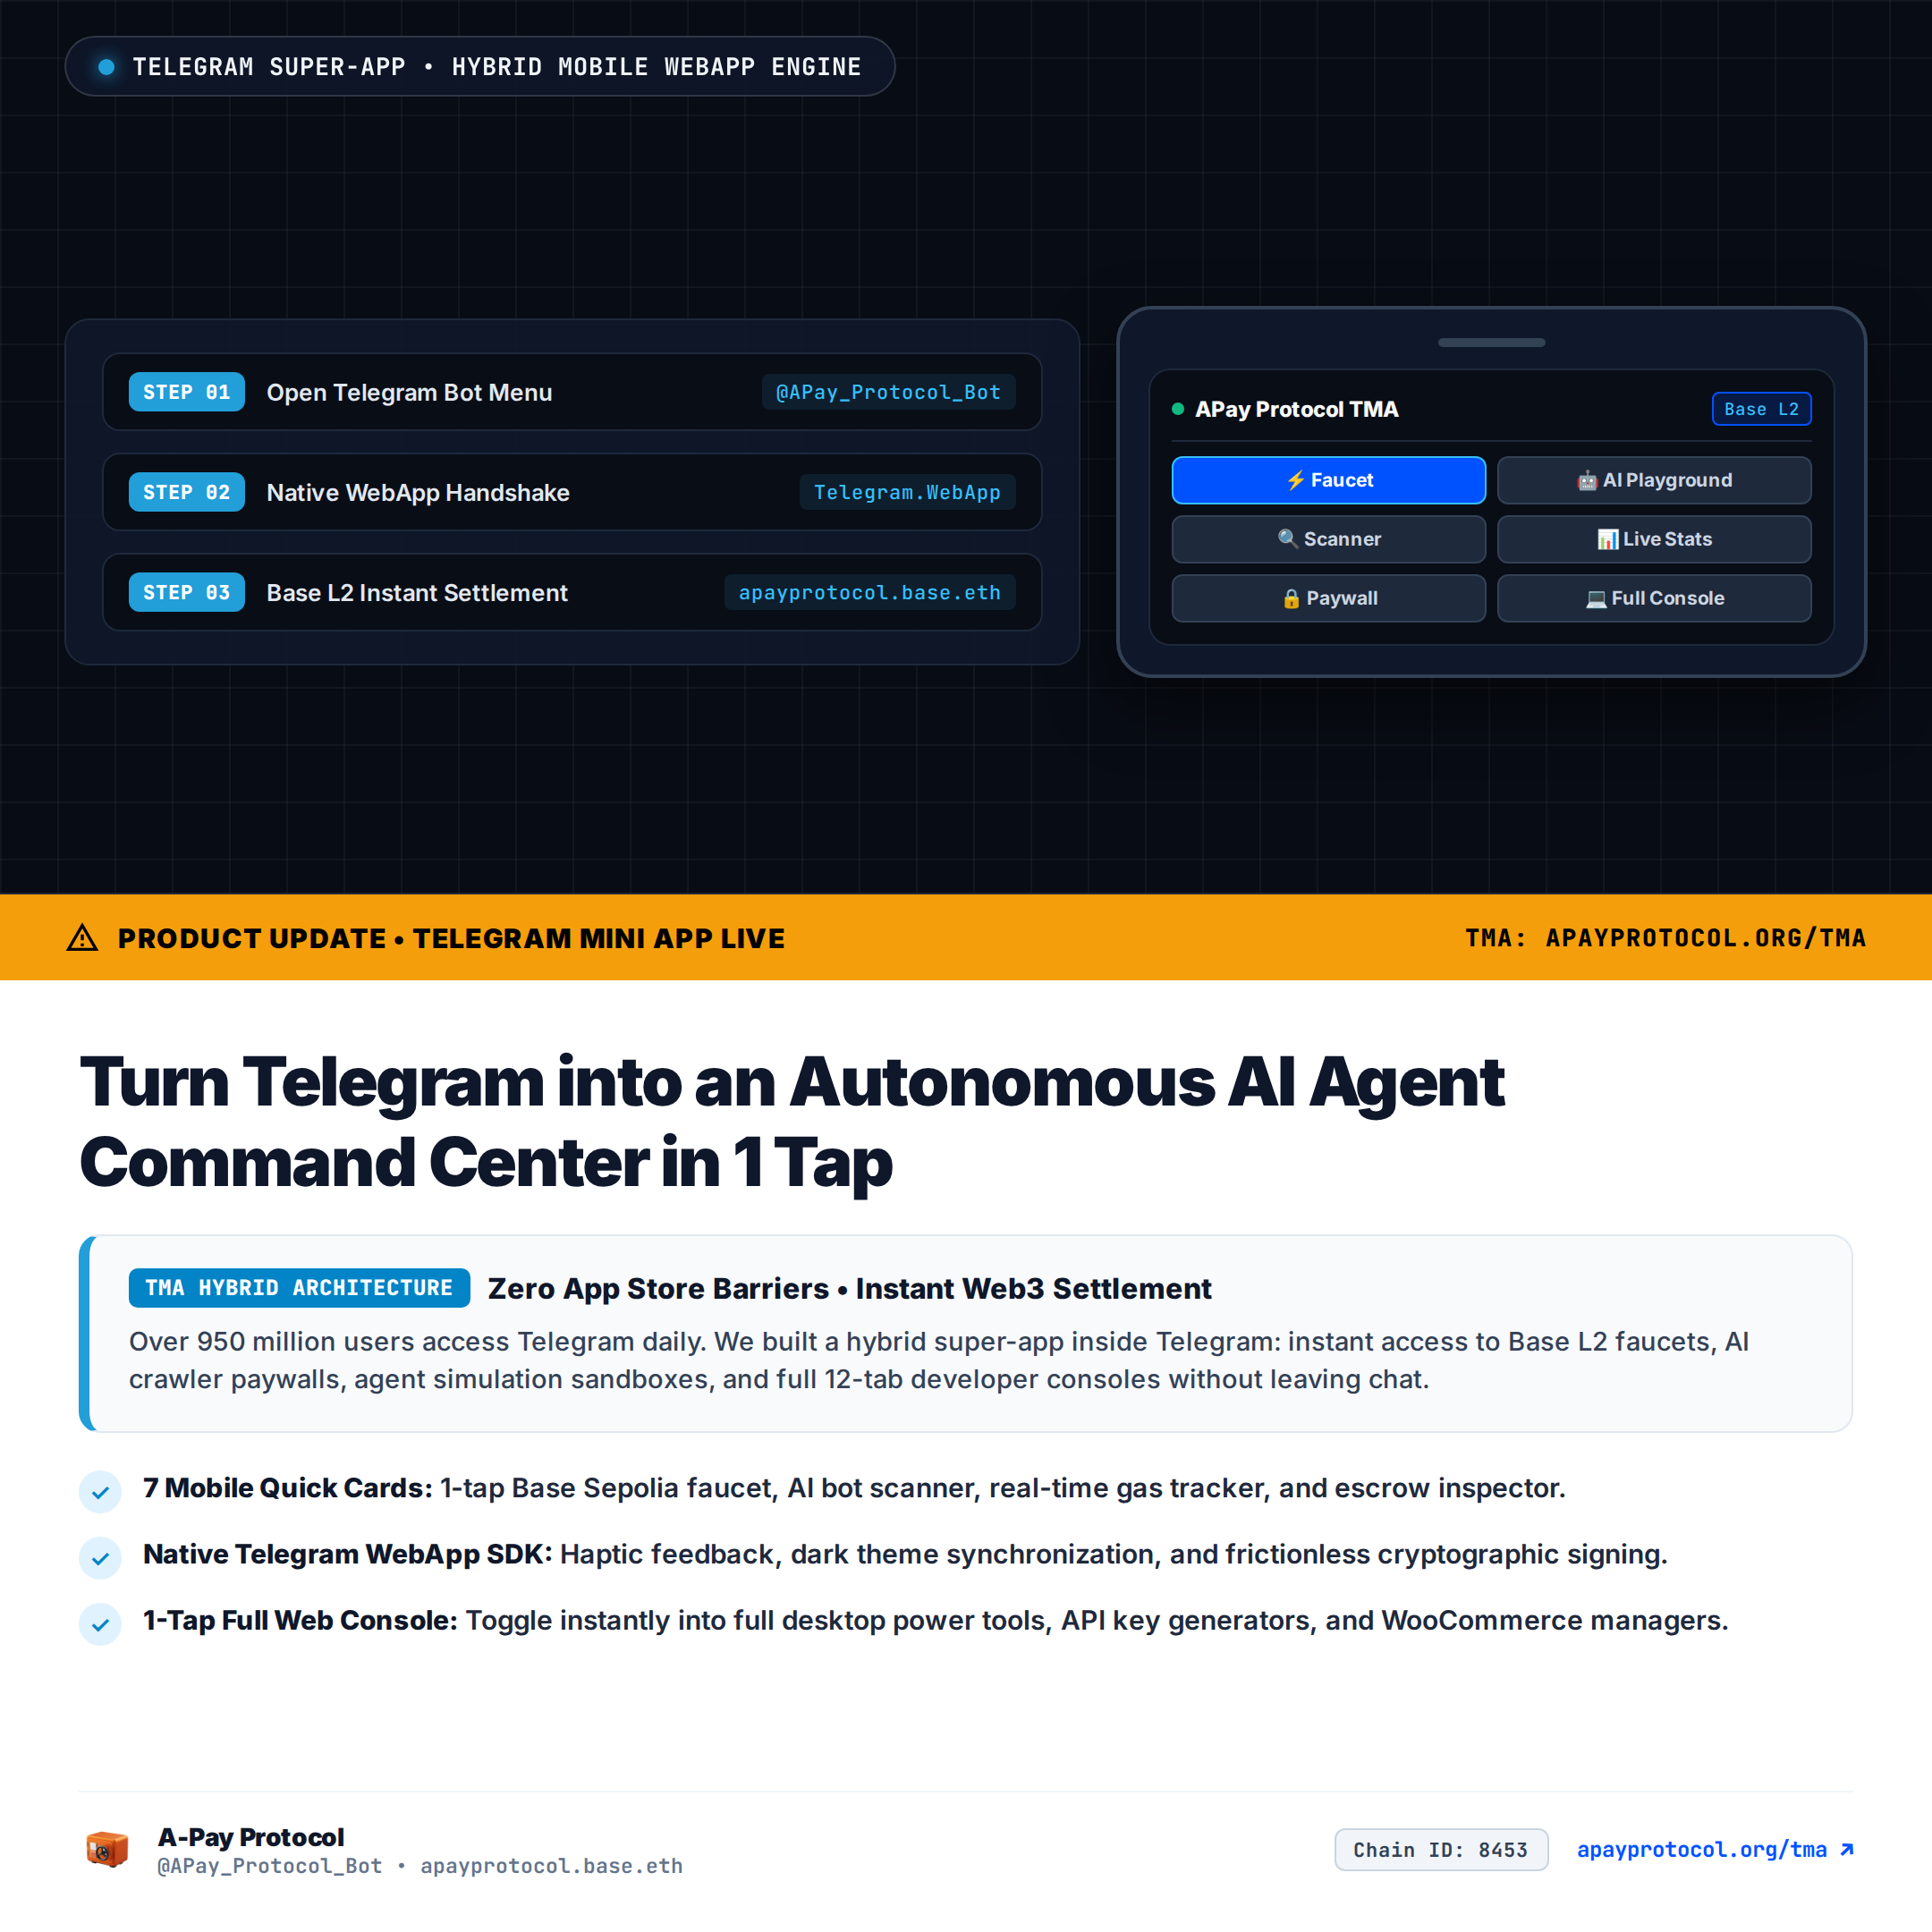 TELEGRAM SUPER-APP • HYBRID MOBILE WEBAPP ENGINE
STEP 01 Open Telegram Bot Menu @APay_Protocol_Bot
STEP 02 Native WebApp Handshake Telegram.WebApp
STEP 03 Base L2 Instant Settlement apayprotocol.base.eth
APay Protocol TMA Base L2
⚡ Faucet 🤖 AI Playground
🔍 Scanner 📊 Live Stats
🔒 Paywall 💻 Full Console
⚠ PRODUCT UPDATE • TELEGRAM MINI APP LIVE TMA: APAYPROTOCOL.ORG/TMA
Turn Telegram into an Autonomous AI Agent
Command Center in 1 Tap
TMA HYBRID ARCHITECTURE Zero App Store Barriers • Instant Web3 Settlement
Over 950 million users access Telegram daily. We built a hybrid super-app inside Telegram: instant access to Base L2 faucets, AI
crawler paywalls, agent simulation sandboxes, and full 12-tab developer consoles without leaving chat.
✓ 7 Mobile Quick Cards: 1-tap Base Sepolia faucet, AI bot scanner, real-time gas tracker, and escrow inspector.
✓ Native Telegram WebApp SDK: Haptic feedback, dark theme synchronization, and frictionless cryptographic signing.
✓ 1-Tap Full Web Console: Toggle instantly into full desktop power tools, API key generators, and WooCommerce managers.
A-Pay Protocol
@APay_Protocol_Bot • apayprotocol.base.eth
Chain ID: 8453 apayprotocol.org/tma ↗